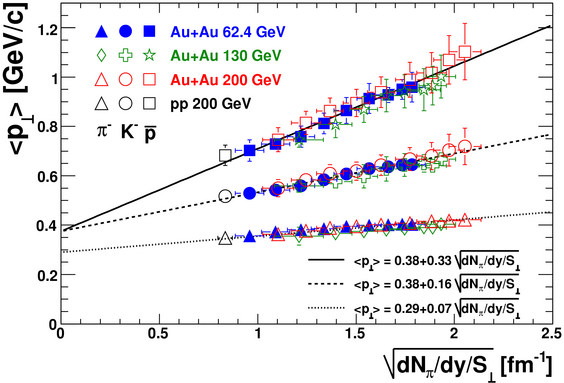 <p⊥> [GeV/c]
1.2
1
0.8
0.6
0.4
0.2
0
Au+Au 62.4 GeV
Au+Au 130 GeV
Au+Au 200 GeV
pp 200 GeV
π⁻ K⁻ p̅
<p⊥> = 0.38+0.33√dNπ/dy/S⊥
<p⊥> = 0.38+0.16√dNπ/dy/S⊥
<p⊥> = 0.29+0.07√dNπ/dy/S⊥
0 0.5 1 1.5 2 2.5
√dNπ/dy/S⊥ [fm⁻¹]